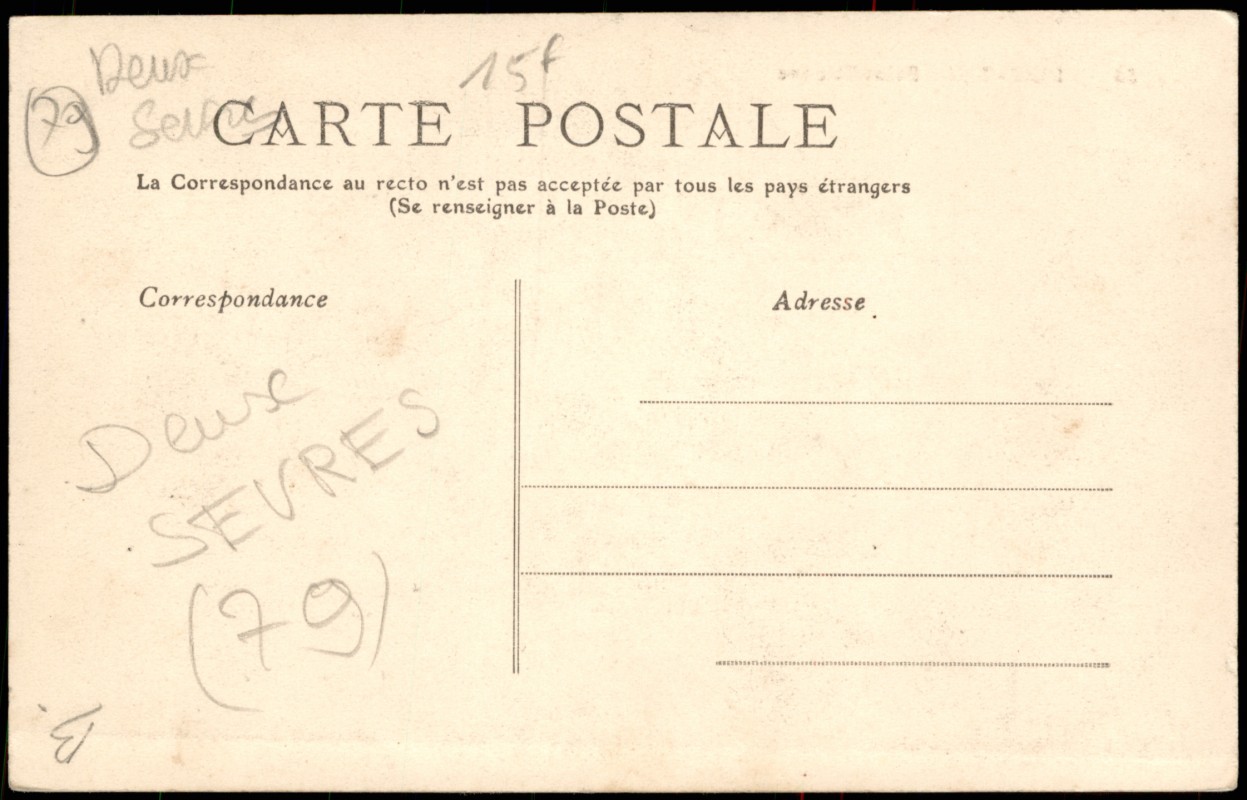 Deux
Sevres
(79)
15f
CARTE POSTALE
La Correspondance au recto n'est pas acceptée par tous les pays étrangers
(Se renseigner à la Poste)
Correspondance
Adresse
Deux
SEVRES
(79)